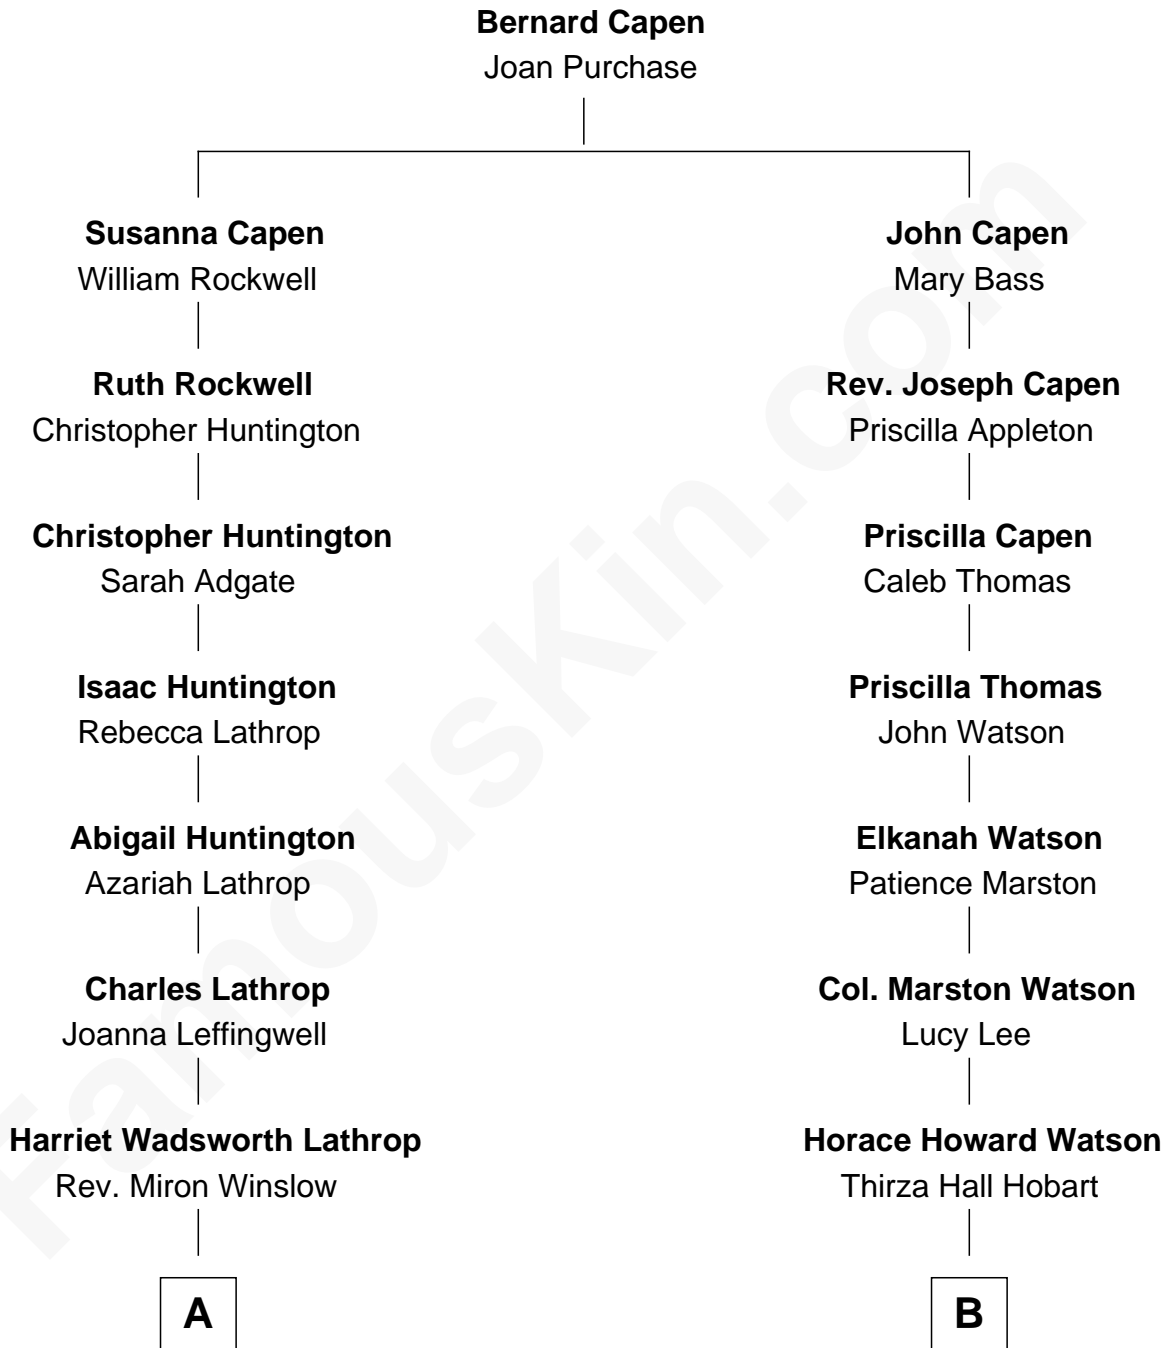 Bernard Capen
Joan Purchase
Susanna Capen
William Rockwell
John Capen
Mary Bass
Ruth Rockwell
Christopher Huntington
Rev. Joseph Capen
Priscilla Appleton
Christopher Huntington
Sarah Adgate
Priscilla Capen
Caleb Thomas
Isaac Huntington
Rebecca Lathrop
Priscilla Thomas
John Watson
Abigail Huntington
Azariah Lathrop
Elkanah Watson
Patience Marston
Charles Lathrop
Joanna Leffingwell
Col. Marston Watson
Lucy Lee
Harriet Wadsworth Lathrop
Rev. Miron Winslow
Horace Howard Watson
Thirza Hall Hobart
A
B
FamousKin.com